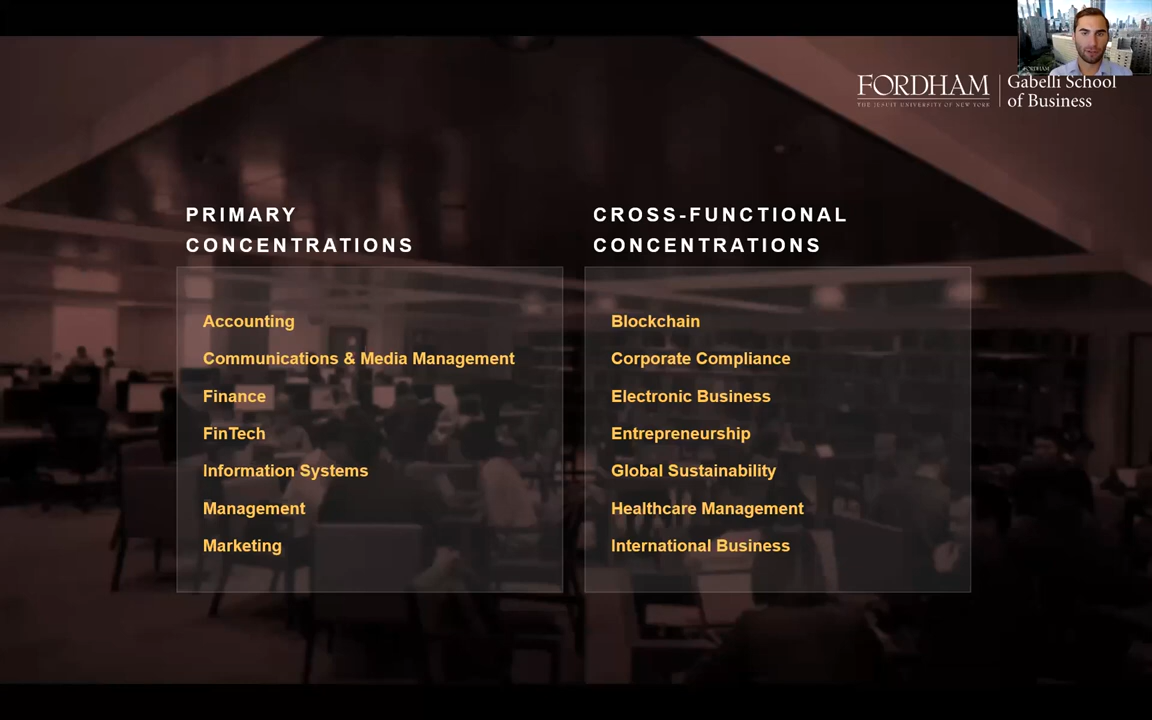 FORDHAM
THE JESUIT UNIVERSITY OF NEW YORK
Gabelli School
of Business
PRIMARY
CONCENTRATIONS
Accounting
Communications & Media Management
Finance
FinTech
Information Systems
Management
Marketing
CROSS-FUNCTIONAL
CONCENTRATIONS
Blockchain
Corporate Compliance
Electronic Business
Entrepreneurship
Global Sustainability
Healthcare Management
International Business